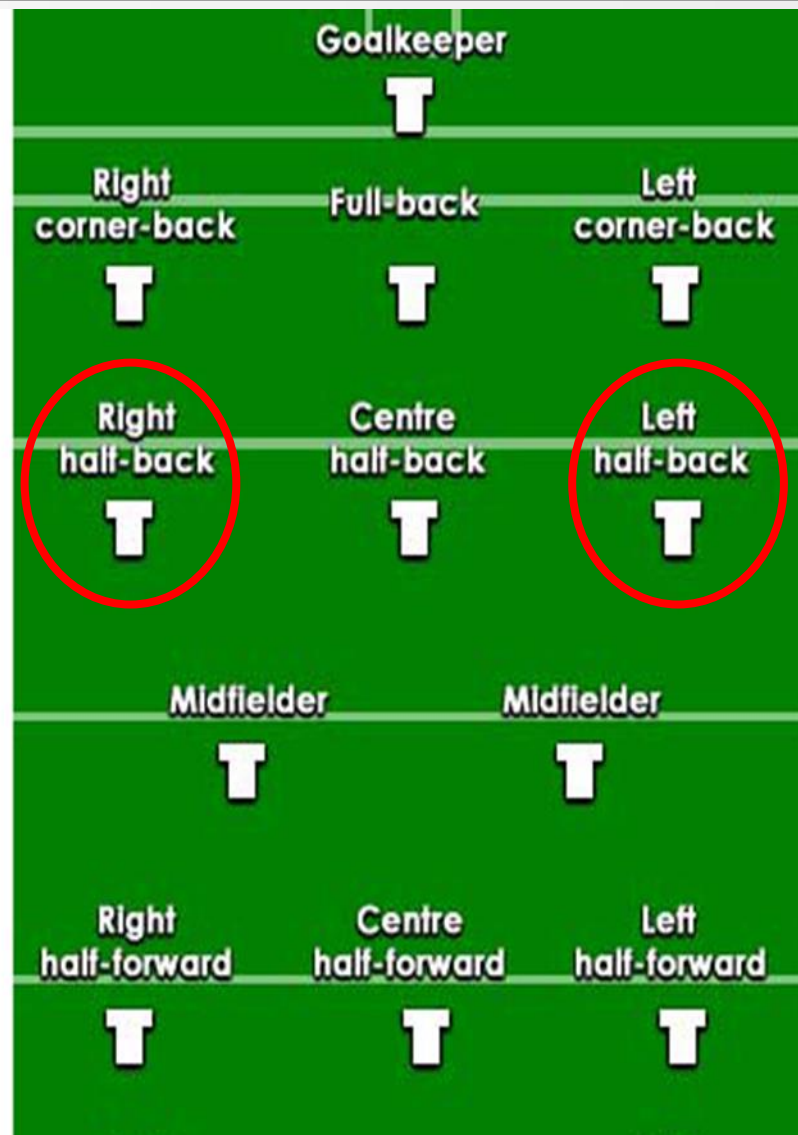 Goalkeeper
Right
corner-back
Full-back
Left
corner-back
Right
half-back
Centre
half-back
Left
half-back
Midfielder
Midfielder
Right
half-forward
Centre
half-forward
Left
half-forward